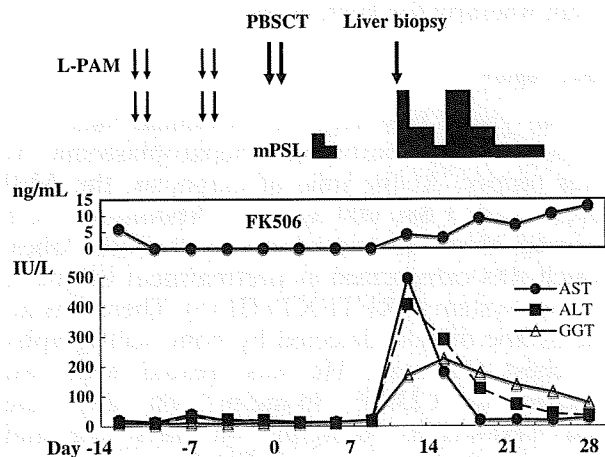 PBSCT
Liver biopsy
L-PAM
mPSL
ng/mL
15
10
5
0
FK506
IU/L
500
400
300
200
100
0
AST
ALT
GGT
Day -14 -7 0 7 14 21 28